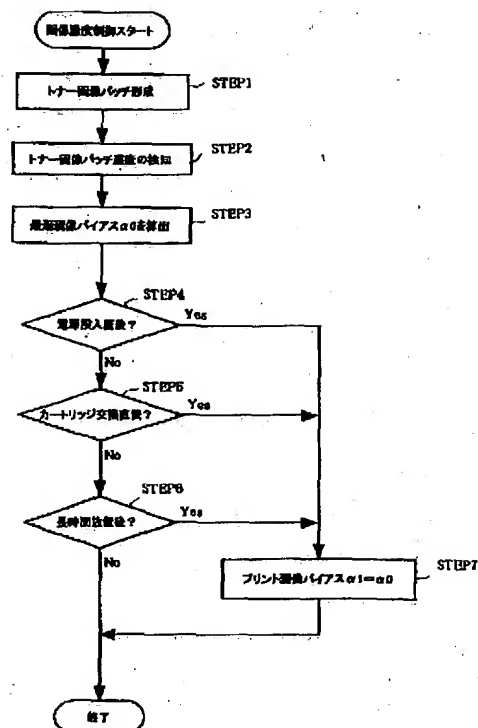 画像濃度制御スタート
トナー画像パッチ形成
STEP1
トナー画像パッチ濃度の検知
STEP2
最適現像バイアスα0を算出
STEP3
電源投入直後?
STEP4
Yes
No
カートリッジ交換直後?
STEP5
Yes
No
長時間放置後?
STEP6
Yes
No
プリント現像バイアスα1=α0
STEP7
終了